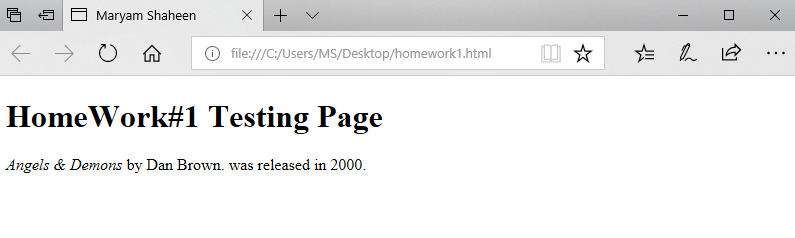 Maryam Shaheen
file:///C:/Users/MS/Desktop/homework1.html
HomeWork#1 Testing Page
Angels & Demons by Dan Brown. was released in 2000.